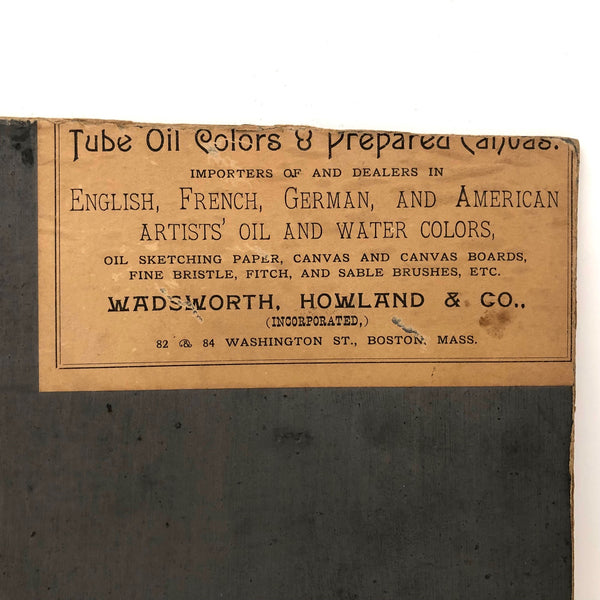 Tube Oil Colors & Prepared Canvas.
IMPORTERS OF AND DEALERS IN
ENGLISH, FRENCH, GERMAN, AND AMERICAN
ARTISTS' OIL AND WATER COLORS,
OIL SKETCHING PAPER, CANVAS AND CANVAS BOARDS,
FINE BRISTLE, FITCH, AND SABLE BRUSHES, ETC.
WADSWORTH, HOWLAND & CO.,
(INCORPORATED,)
82 & 84 WASHINGTON ST., BOSTON, MASS.